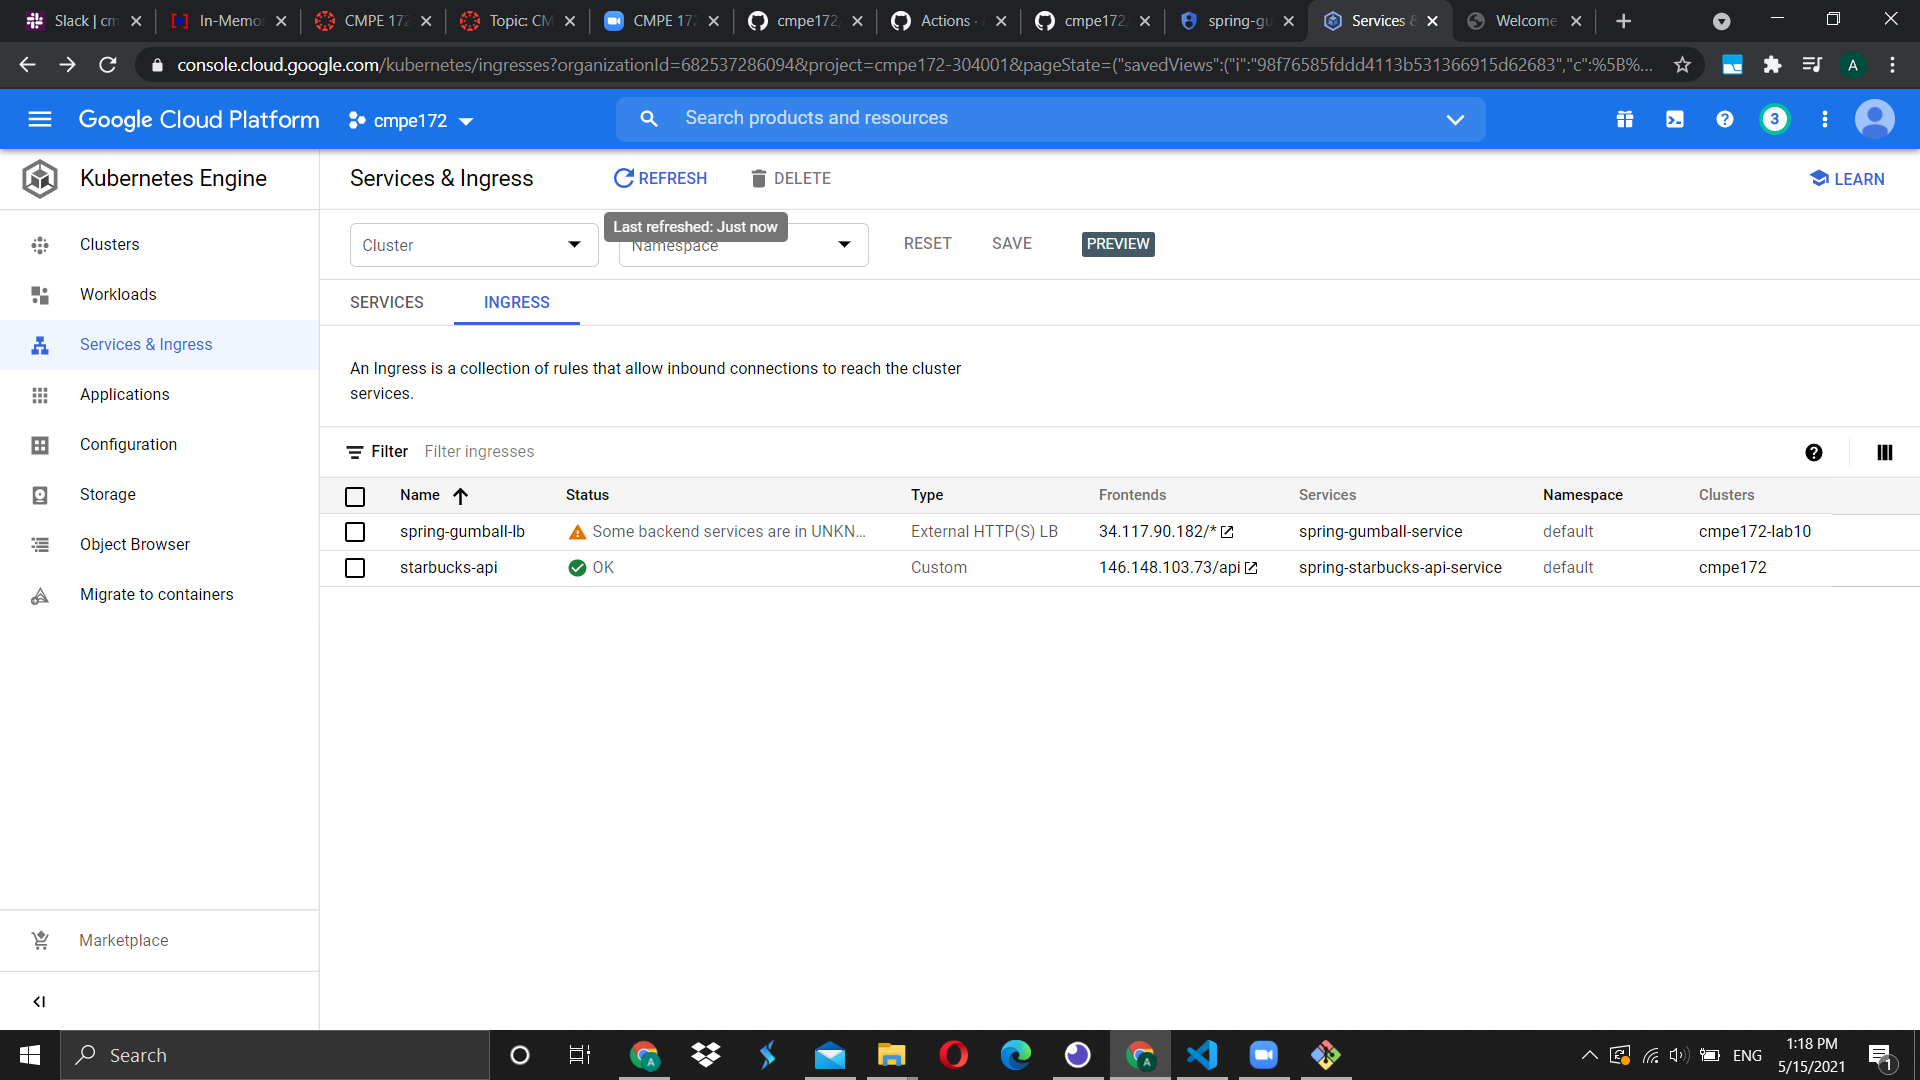 Slack | cm
In-Memo
CMPE 172
Topic: CM
CMPE 172
cmpe172/
Actions ·
cmpe172/
spring-gu
Services &
Welcome
console.cloud.google.com/kubernetes/ingresses?organizationId=682537286094&project=cmpe172-304001&pageState=("savedViews":("i":"98f76585fddd4113b531366915d62683","c":%5B%...
A
Google Cloud Platform
cmpe172
Search products and resources
3
Kubernetes Engine
Services & Ingress
REFRESH
DELETE
LEARN
Last refreshed: Just now
Clusters
Workloads
Services & Ingress
Applications
Configuration
Storage
Object Browser
Migrate to containers
Marketplace
Cluster
Namespace
RESET
SAVE
PREVIEW
SERVICES
INGRESS
An Ingress is a collection of rules that allow inbound connections to reach the cluster
services.
Filter
Filter ingresses
Name Status Type Frontends Services Namespace Clusters
spring-gumball-lb Some backend services are in UNKN... External HTTP(S) LB 34.117.90.182/* spring-gumball-service default cmpe172-lab10
starbucks-api OK Custom 146.148.103.73/api spring-starbucks-api-service default cmpe172
Search
ENG
1:18 PM
5/15/2021
1